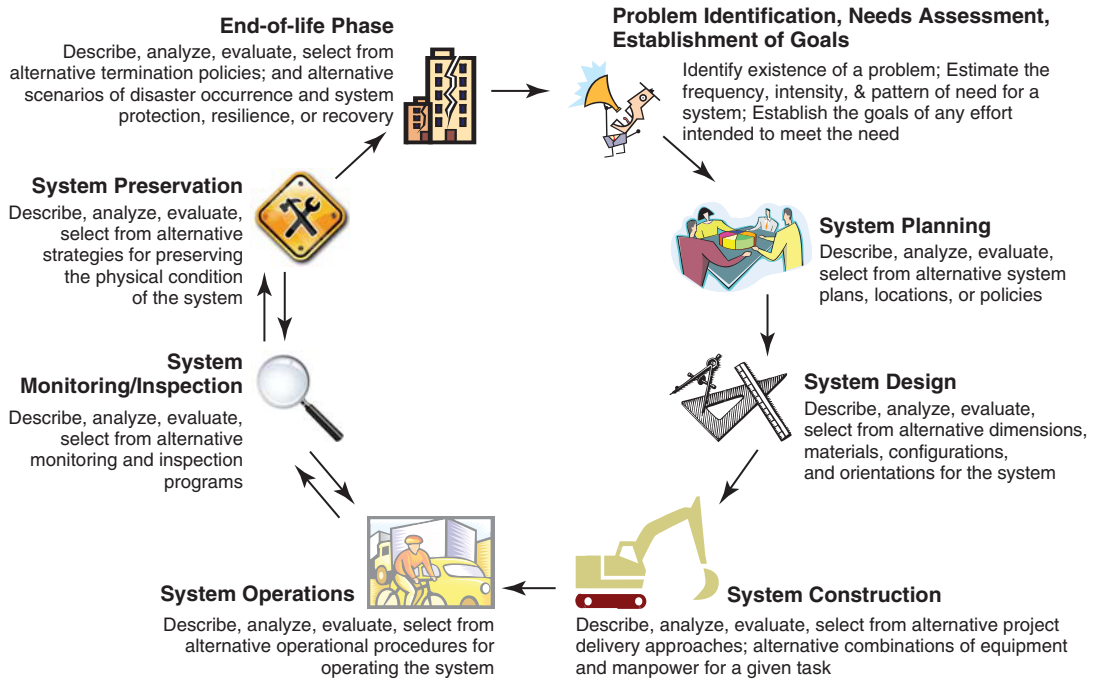 End-of-life Phase
Describe, analyze, evaluate, select from
alternative termination policies; and alternative
scenarios of disaster occurrence and system
protection, resilience, or recovery
Problem Identification, Needs Assessment,
Establishment of Goals
Identify existence of a problem; Estimate the
frequency, intensity, & pattern of need for a
system; Establish the goals of any effort
intended to meet the need
System Planning
Describe, analyze, evaluate,
select from alternative system
plans, locations, or policies
System Design
Describe, analyze, evaluate,
select from alternative dimensions,
materials, configurations,
and orientations for the system
System Construction
Describe, analyze, evaluate, select from alternative project
delivery approaches; alternative combinations of equipment
and manpower for a given task
System Operations
Describe, analyze, evaluate, select from
alternative operational procedures for
operating the system
System
Monitoring/Inspection
Describe, analyze, evaluate,
select from alternative
monitoring and inspection
programs
System Preservation
Describe, analyze, evaluate,
select from alternative
strategies for preserving
the physical condition
of the system